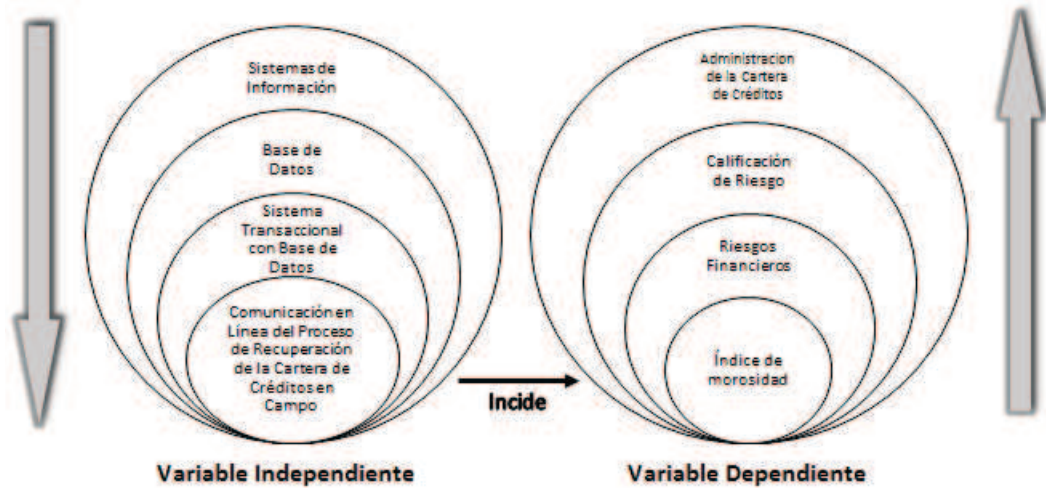 Sistemas de
Información
Base de
Datos
Sistema
Transaccional
con Base de
Datos
Comunicación en
Línea del Proceso
de Recuperación
de la Cartera de
Créditos en
Campo
Variable Independiente
Incide
Administracion
de la Cartera
de Créditos
Calificación
de Riesgo
Riesgos
Financieros
Índice de
morosidad
Variable Dependiente